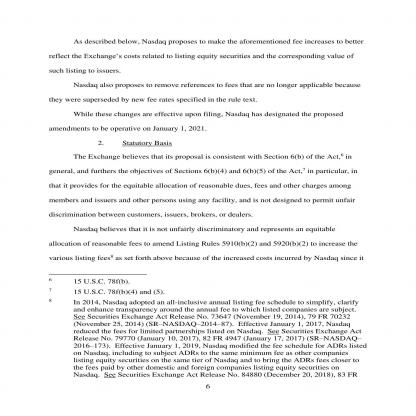 As described below, Nasdaq proposes to make the aforementioned fee increases to better
reflect the Exchange's costs related to listing equity securities and the corresponding value of
such listing to issuers.
Nasdaq also proposes to remove references to fees that are no longer applicable because
they were superseded by new fee rates specified in the rule text.
While these changes are effective upon filing, Nasdaq has designated the proposed
amendments to be operative on January 1, 2021.
2. Statutory Basis
The Exchange believes that its proposal is consistent with Section 6(b) of the Act,6 in
general, and furthers the objectives of Sections 6(b)(4) and 6(b)(5) of the Act,7 in particular, in
that it provides for the equitable allocation of reasonable dues, fees and other charges among
members and issuers and other persons using any facility, and is not designed to permit unfair
discrimination between customers, issuers, brokers, or dealers.
Nasdaq believes that it is not unfairly discriminatory and represents an equitable
allocation of reasonable fees to amend Listing Rules 5910(b)(2) and 5920(b)(2) to increase the
various listing fees8 as set forth above because of the increased costs incurred by Nasdaq since it
6 15 U.S.C. 78f(b).
7 15 U.S.C. 78f(b)(4) and (5).
8 In 2014, Nasdaq adopted an all-inclusive annual listing fee schedule to simplify, clarify
and enhance transparency around the annual fee to which listed companies are subject.
See Securities Exchange Act Release No. 73647 (November 19, 2014), 79 FR 70232
(November 25, 2014) (SR–NASDAQ–2014–87). Effective January 1, 2017, Nasdaq
reduced the fees for limited partnerships listed on Nasdaq. See Securities Exchange Act
Release No. 79770 (January 10, 2017), 82 FR 4947 (January 17, 2017) (SR–NASDAQ–
2016–173). Effective January 1, 2019, Nasdaq modified the fee schedule for ADRs listed
on Nasdaq, including to subject ADRs to the same minimum fee as other companies
listing equity securities on the same tier of Nasdaq and to bring the ADRs fees closer to
the fees paid by other domestic and foreign companies listing equity securities on
Nasdaq. See Securities Exchange Act Release No. 84880 (December 20, 2018), 83 FR
6